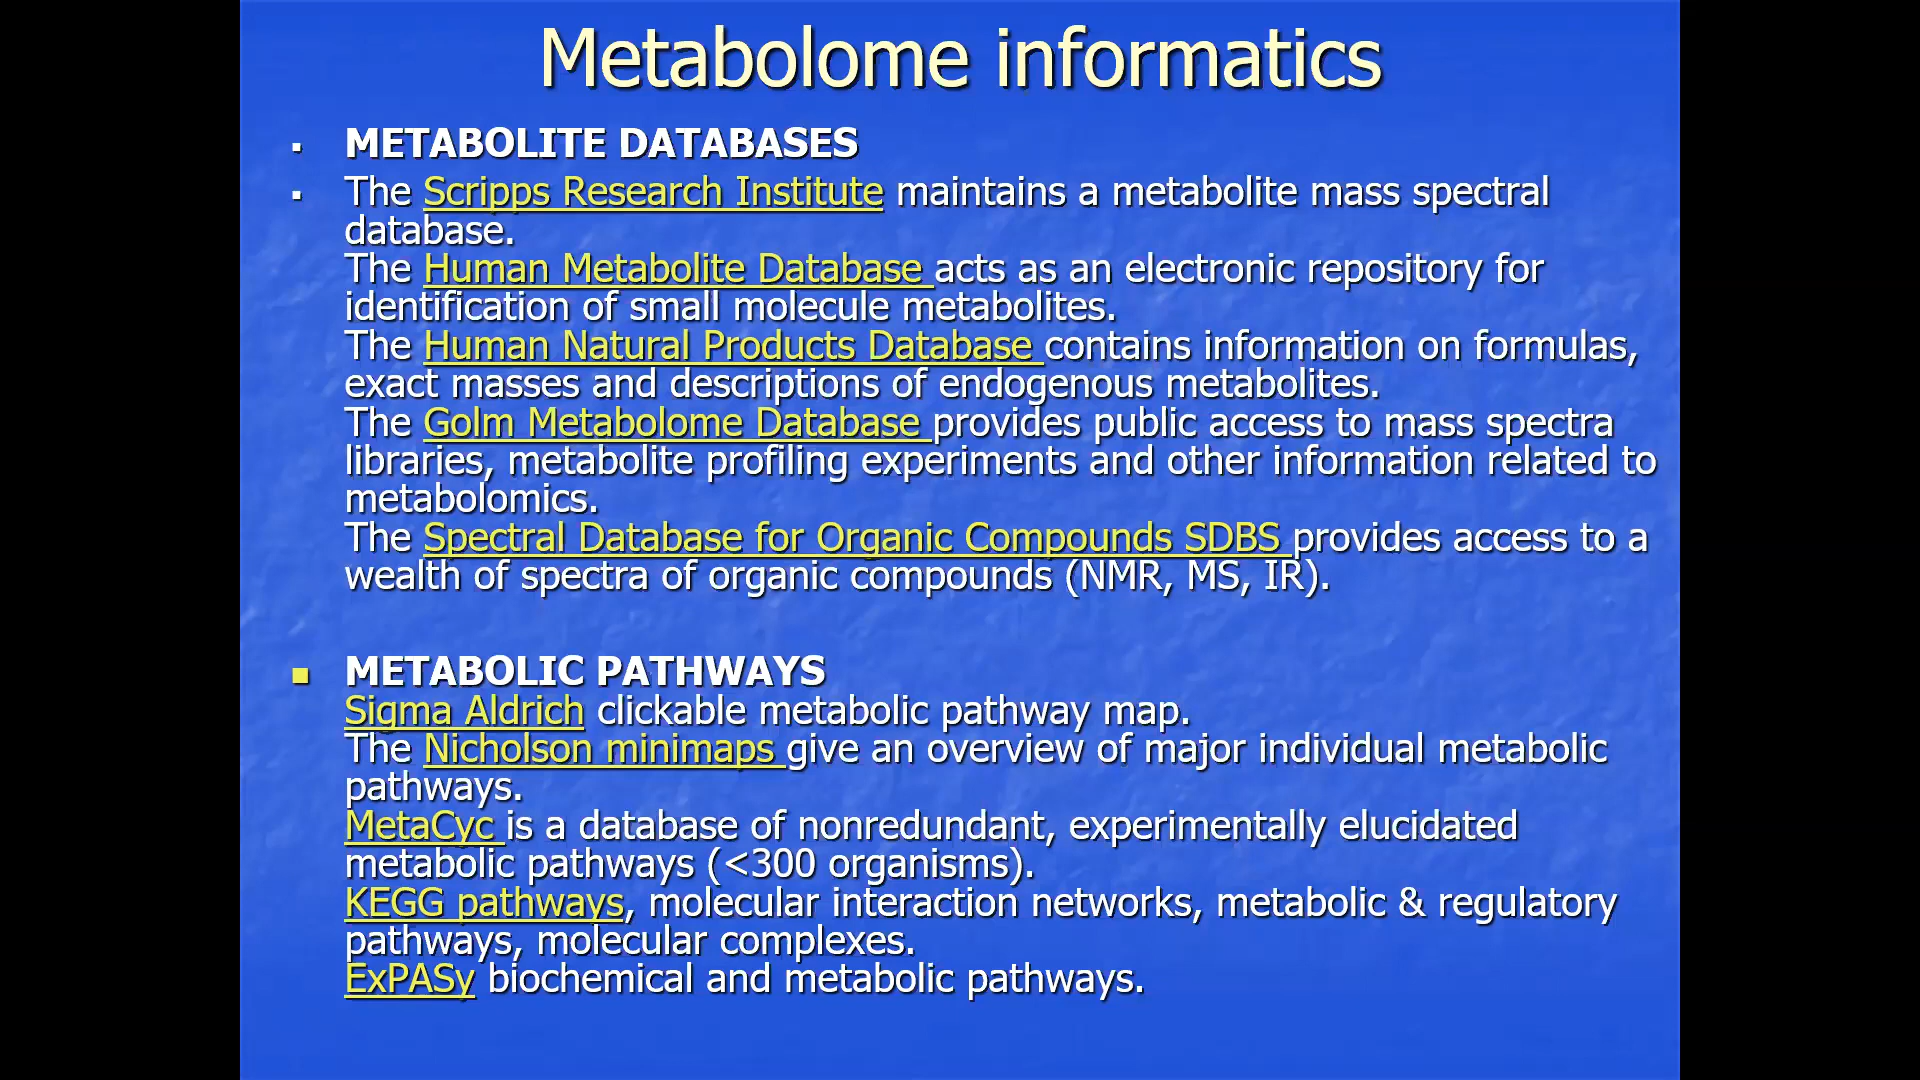 Metabolome informatics
METABOLITE DATABASES
The Scripps Research Institute maintains a metabolite mass spectral
database.
The Human Metabolite Database acts as an electronic repository for
identification of small molecule metabolites.
The Human Natural Products Database contains information on formulas,
exact masses and descriptions of endogenous metabolites.
The Golm Metabolome Database provides public access to mass spectra
libraries, metabolite profiling experiments and other information related to
metabolomics.
The Spectral Database for Organic Compounds SDBS provides access to a
wealth of spectra of organic compounds (NMR, MS, IR).
METABOLIC PATHWAYS
Sigma Aldrich clickable metabolic pathway map.
The Nicholson minimaps give an overview of major individual metabolic
pathways.
MetaCyc is a database of nonredundant, experimentally elucidated
metabolic pathways (<300 organisms).
KEGG pathways, molecular interaction networks, metabolic & regulatory
pathways, molecular complexes.
ExPASy biochemical and metabolic pathways.